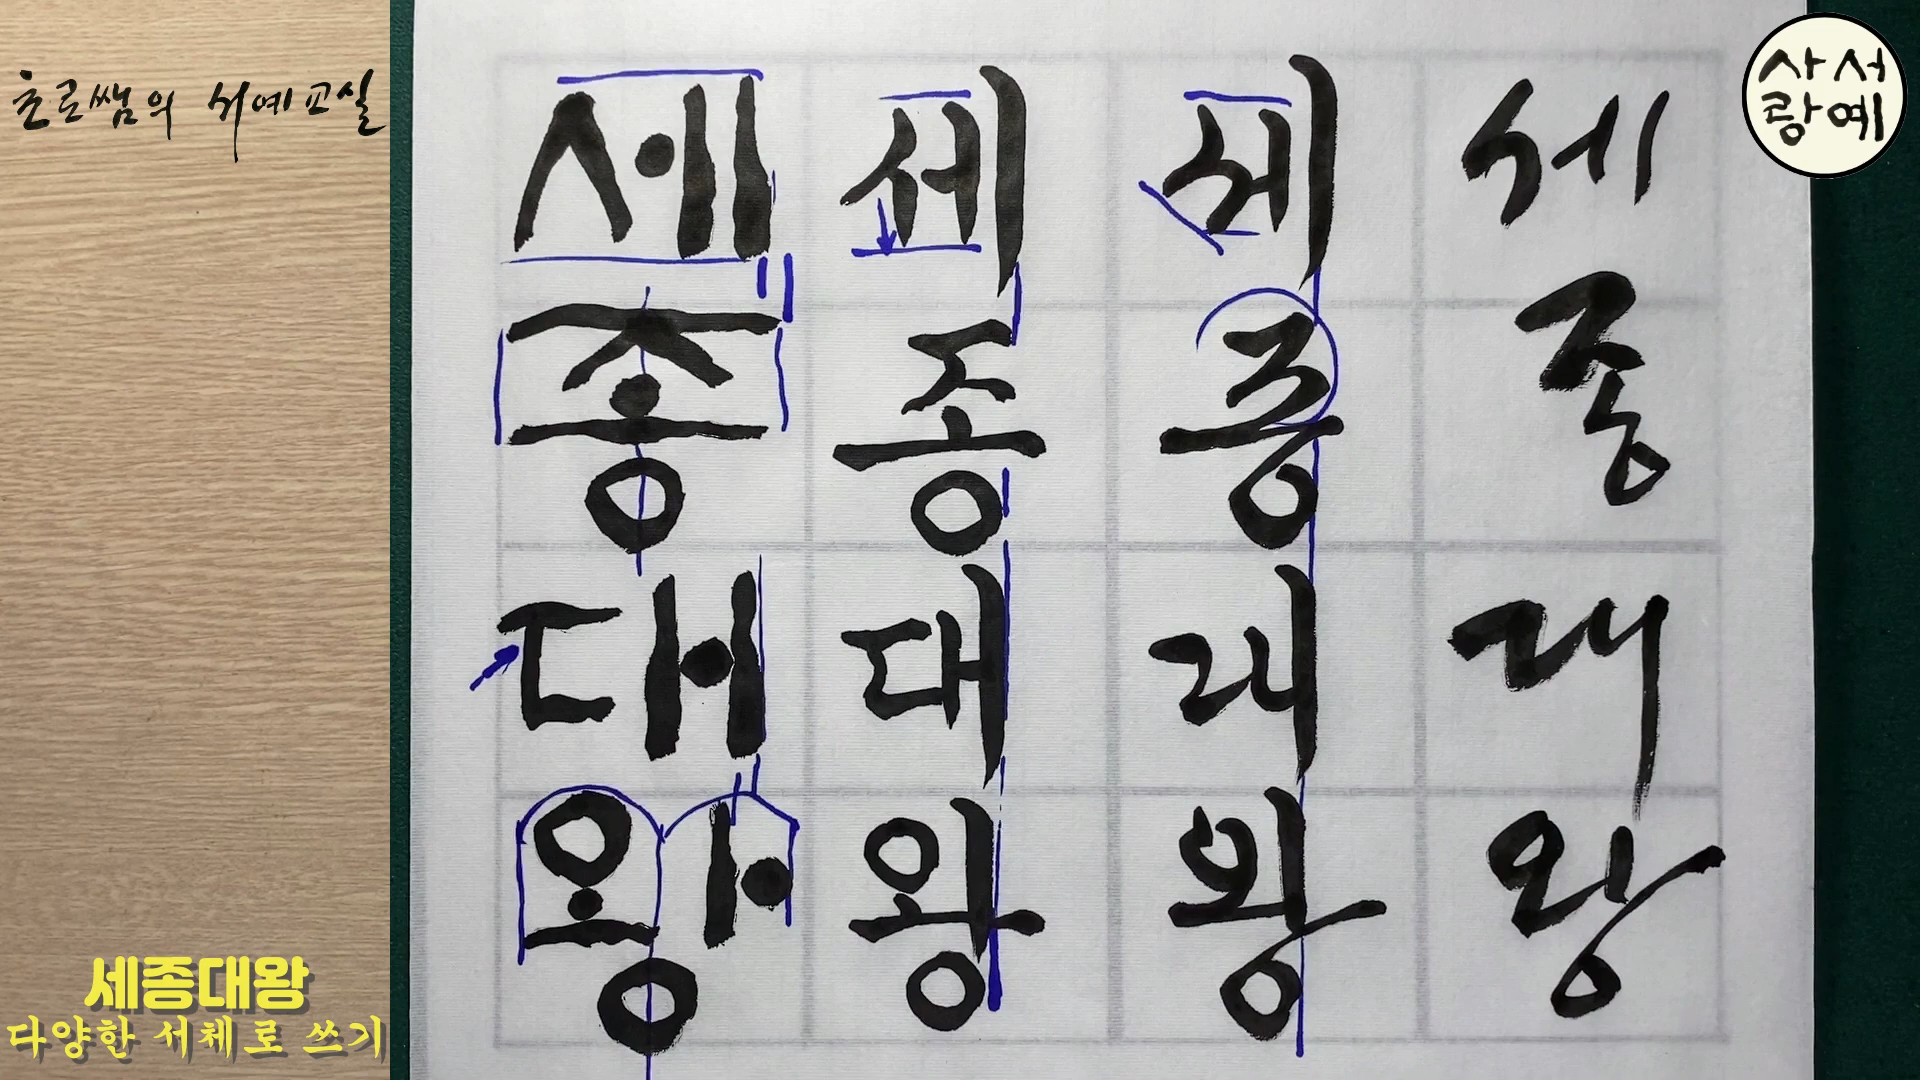 초로쌤의 서예교실
사서
랑예
세 세 세 세
종 종 종 종
대 대 대 대
왕 왕 왕 왕
세종대왕
다양한 서체로 쓰기